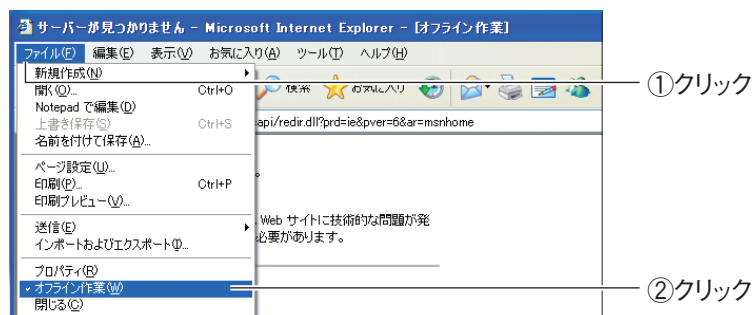 サーバーが見つかりません - Microsoft Internet Explorer - [オフライン作業]
ファイル(F) 編集(E) 表示(V) お気に入り(A) ツール(T) ヘルプ(H)
新規作成(N)
①クリック
開く(O)... Ctrl+O
検索 お気に入り
Notepad で編集(D)
上書き保存(S) Ctrl+S
api/redir.dll?prd=ie&pver=6&ar=msnhome
名前を付けて保存(A)...
ページ設定(U)...
印刷(P)... Ctrl+P
。
印刷プレビュー(V)...
送信(E)
Web サイトに技術的な問題が発
インポートおよびエクスポート(I)...
必要があります。
プロパティ(R)
オフライン作業(W)
②クリック
閉じる(C)